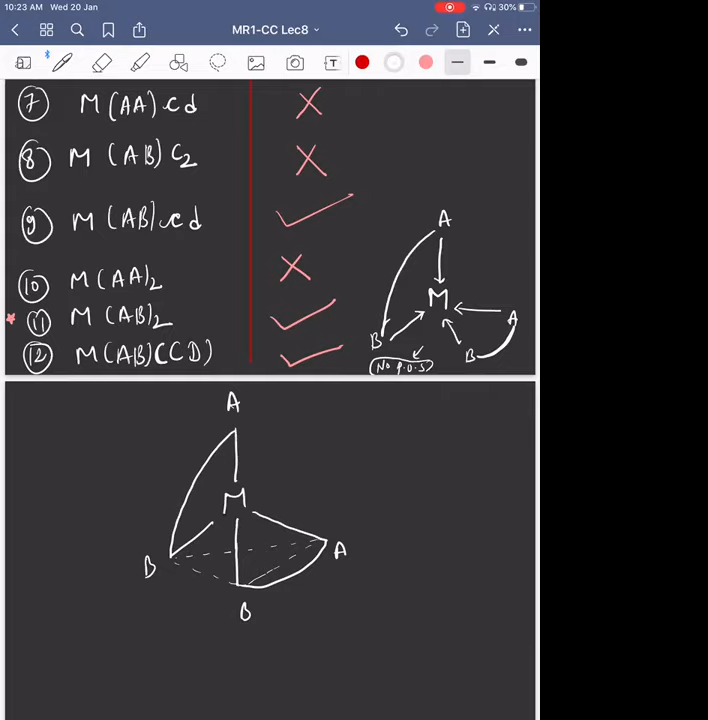 10:23 AM Wed 20 Jan
30%
MR1-CC Lec8
T
7 M(AA)cd
8 M(AB)C2
9 M(AB)cd
10 M(AA)2
* 11 M(AB)2
12 M(AB)(CD)
A
M
A
B
B
(No P.O.S)
A
M
B
A
B